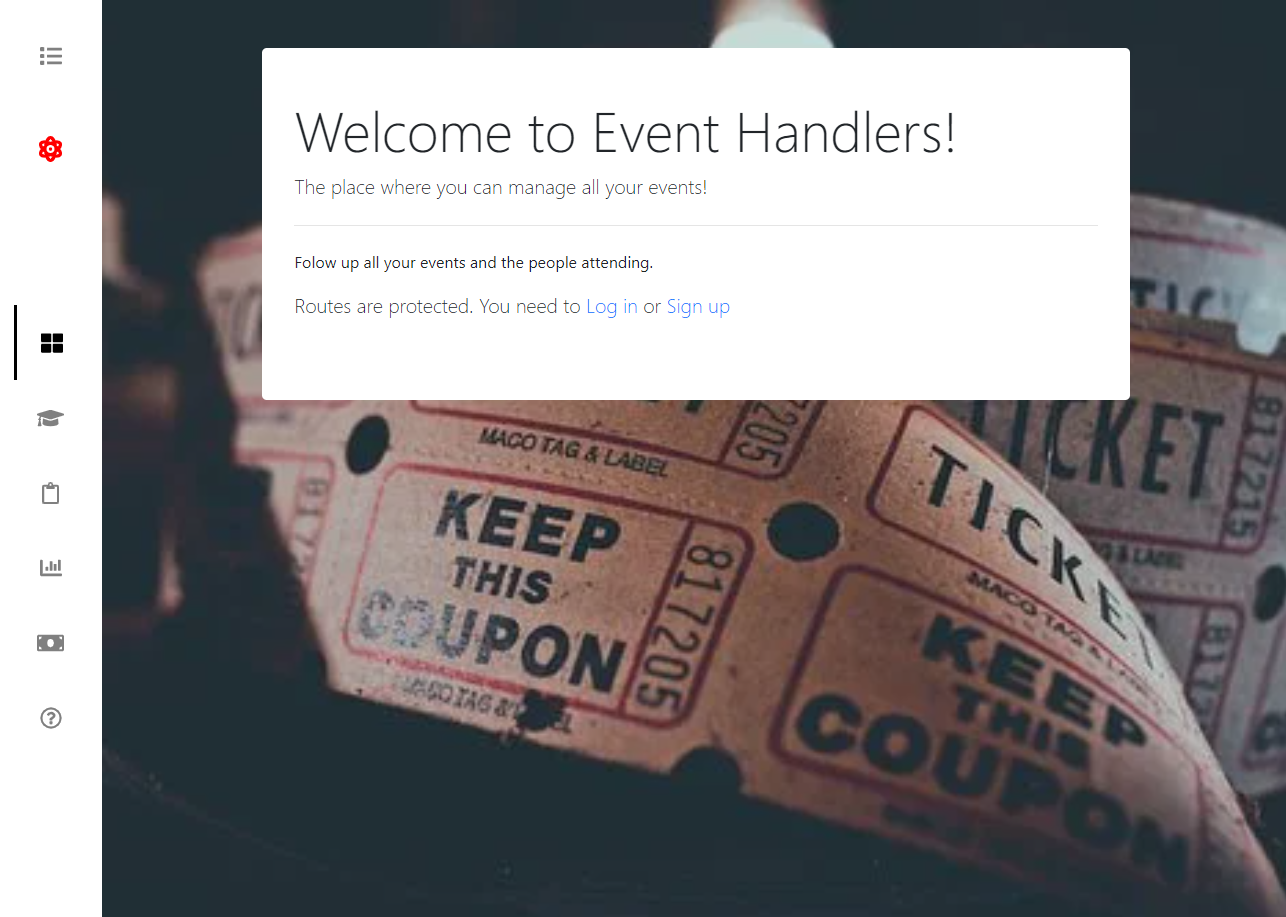 Welcome to Event Handlers!
The place where you can manage all your events!
Folow up all your events and the people attending.
Routes are protected. You need to Log in or Sign up
TICKET
817215
205
MACO TAG & LABEL
TICKET
KEEP
THIS
COUPON
817205
MACO TAG &
KEEP
THIS
COUPON